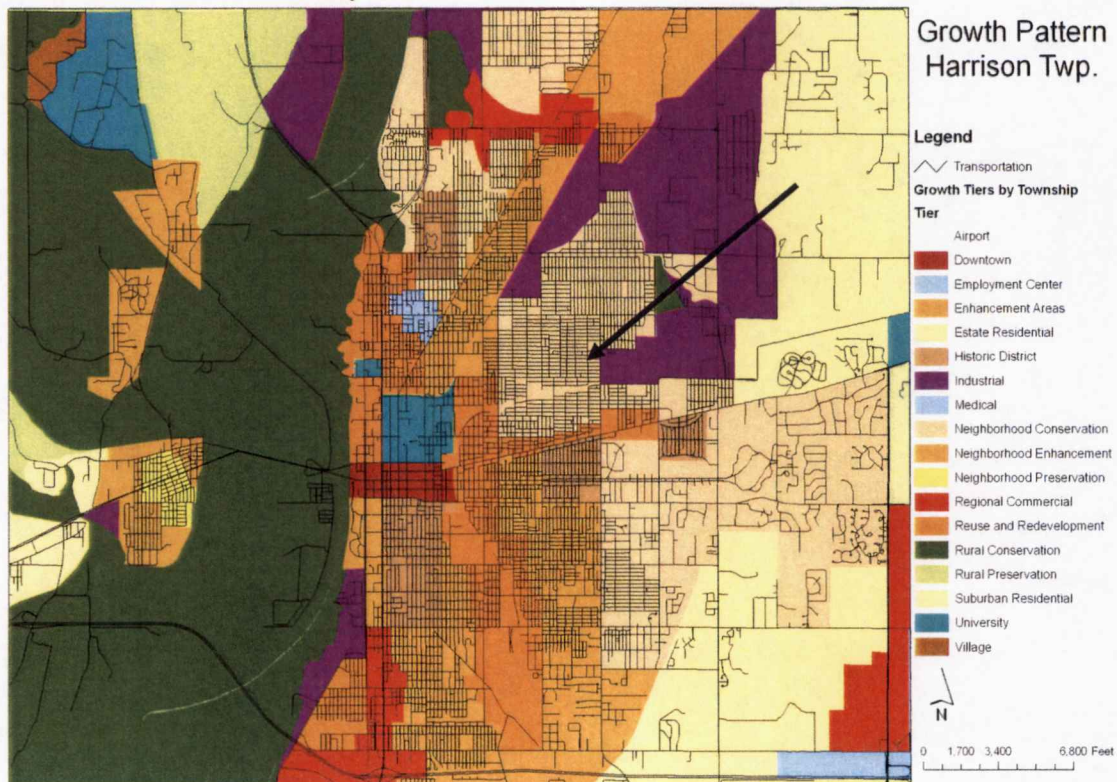 Growth Pattern
Harrison Twp.
Legend
Transportation
Growth Tiers by Township
Tier
Airport
Downtown
Employment Center
Enhancement Areas
Estate Residential
Historic District
Industrial
Medical
Neighborhood Conservation
Neighborhood Enhancement
Neighborhood Preservation
Regional Commercial
Reuse and Redevelopment
Rural Conservation
Rural Preservation
Suburban Residential
University
Village
N
0 1,700 3,400 6,800 Feet